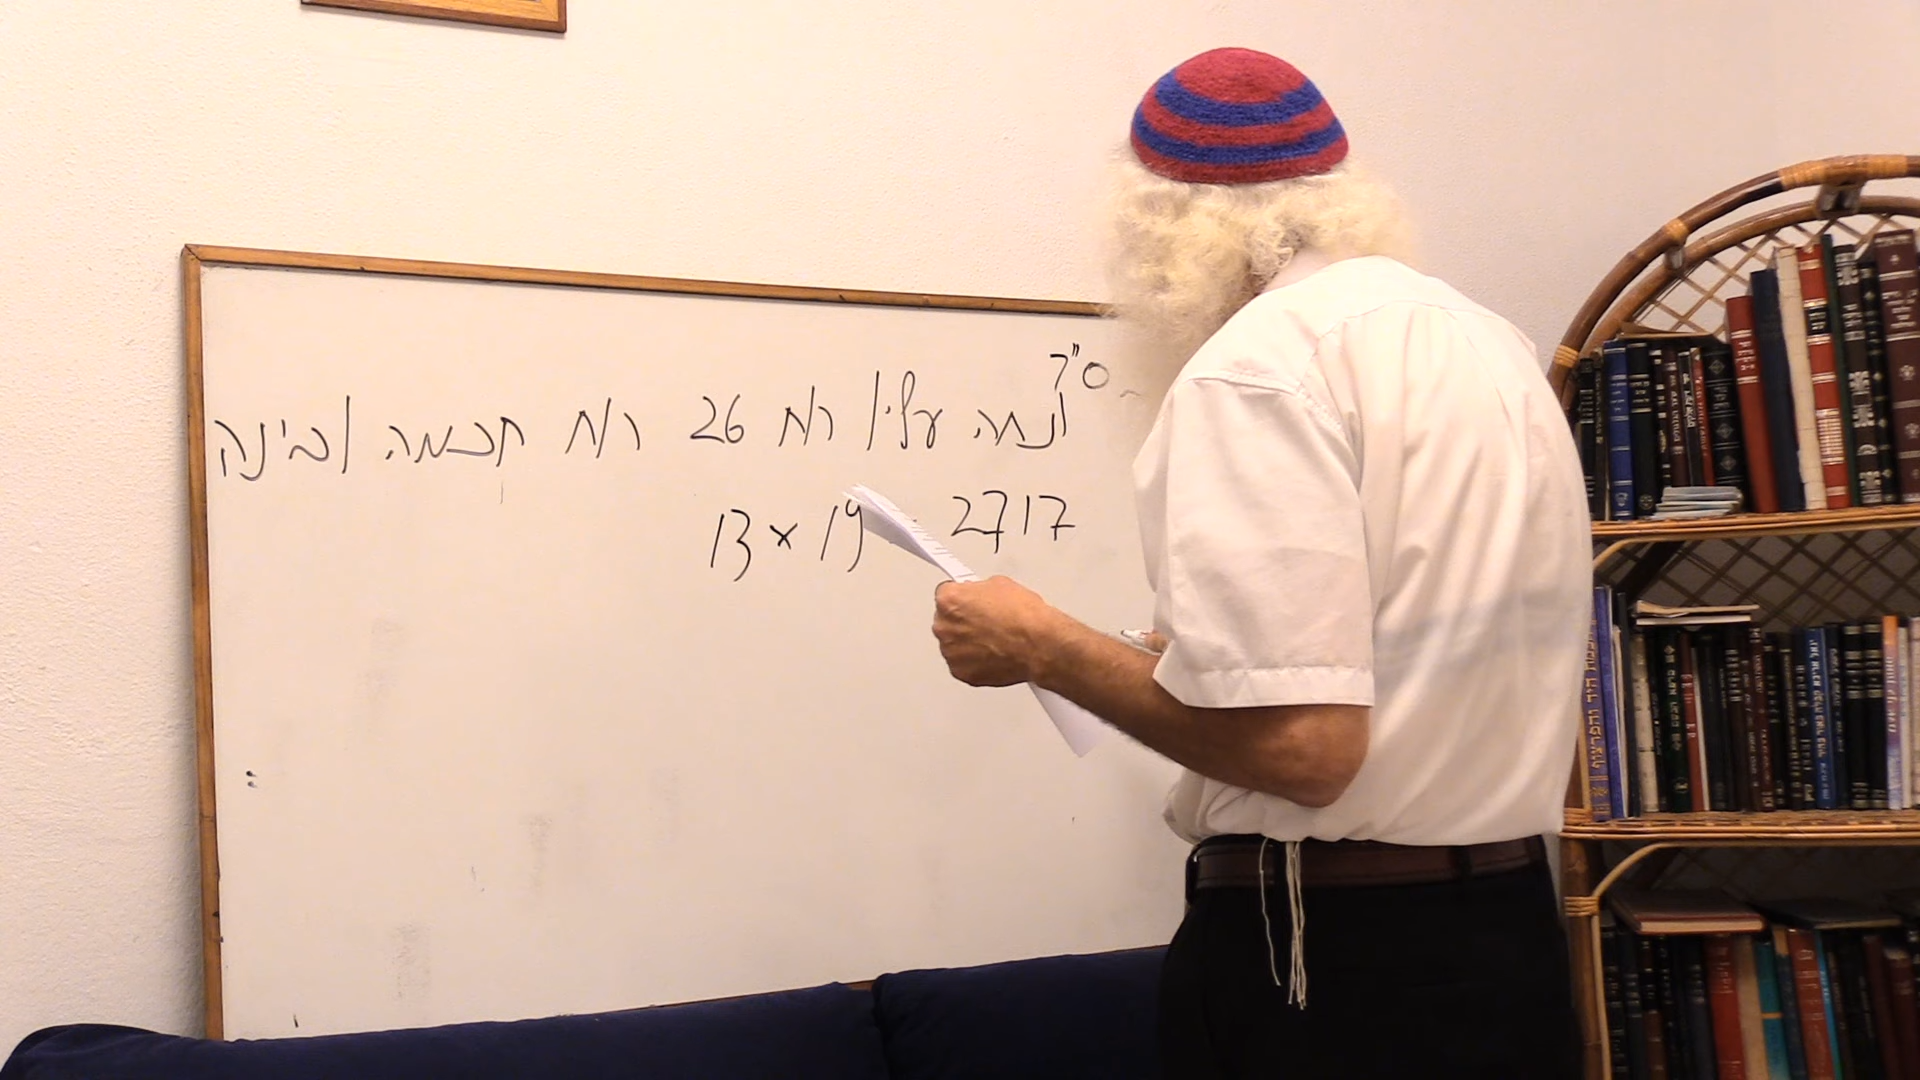 ס"ד
ונחה עליו רוח 26 רוח חכמה ובינה
2717 13 × 19